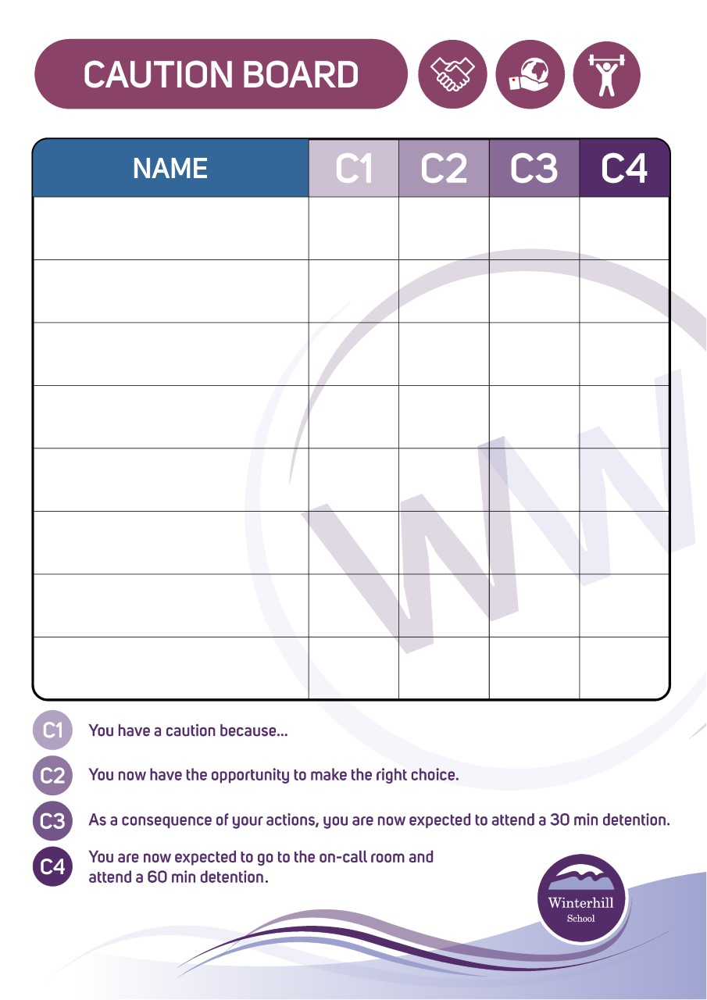 CAUTION BOARD
NAME C1 C2 C3 C4
WW
C1 You have a caution because...
C2 You now have the opportunity to make the right choice.
C3 As a consequence of your actions, you are now expected to attend a 30 min detention.
C4 You are now expected to go to the on-call room and
attend a 60 min detention.
Winterhill
School